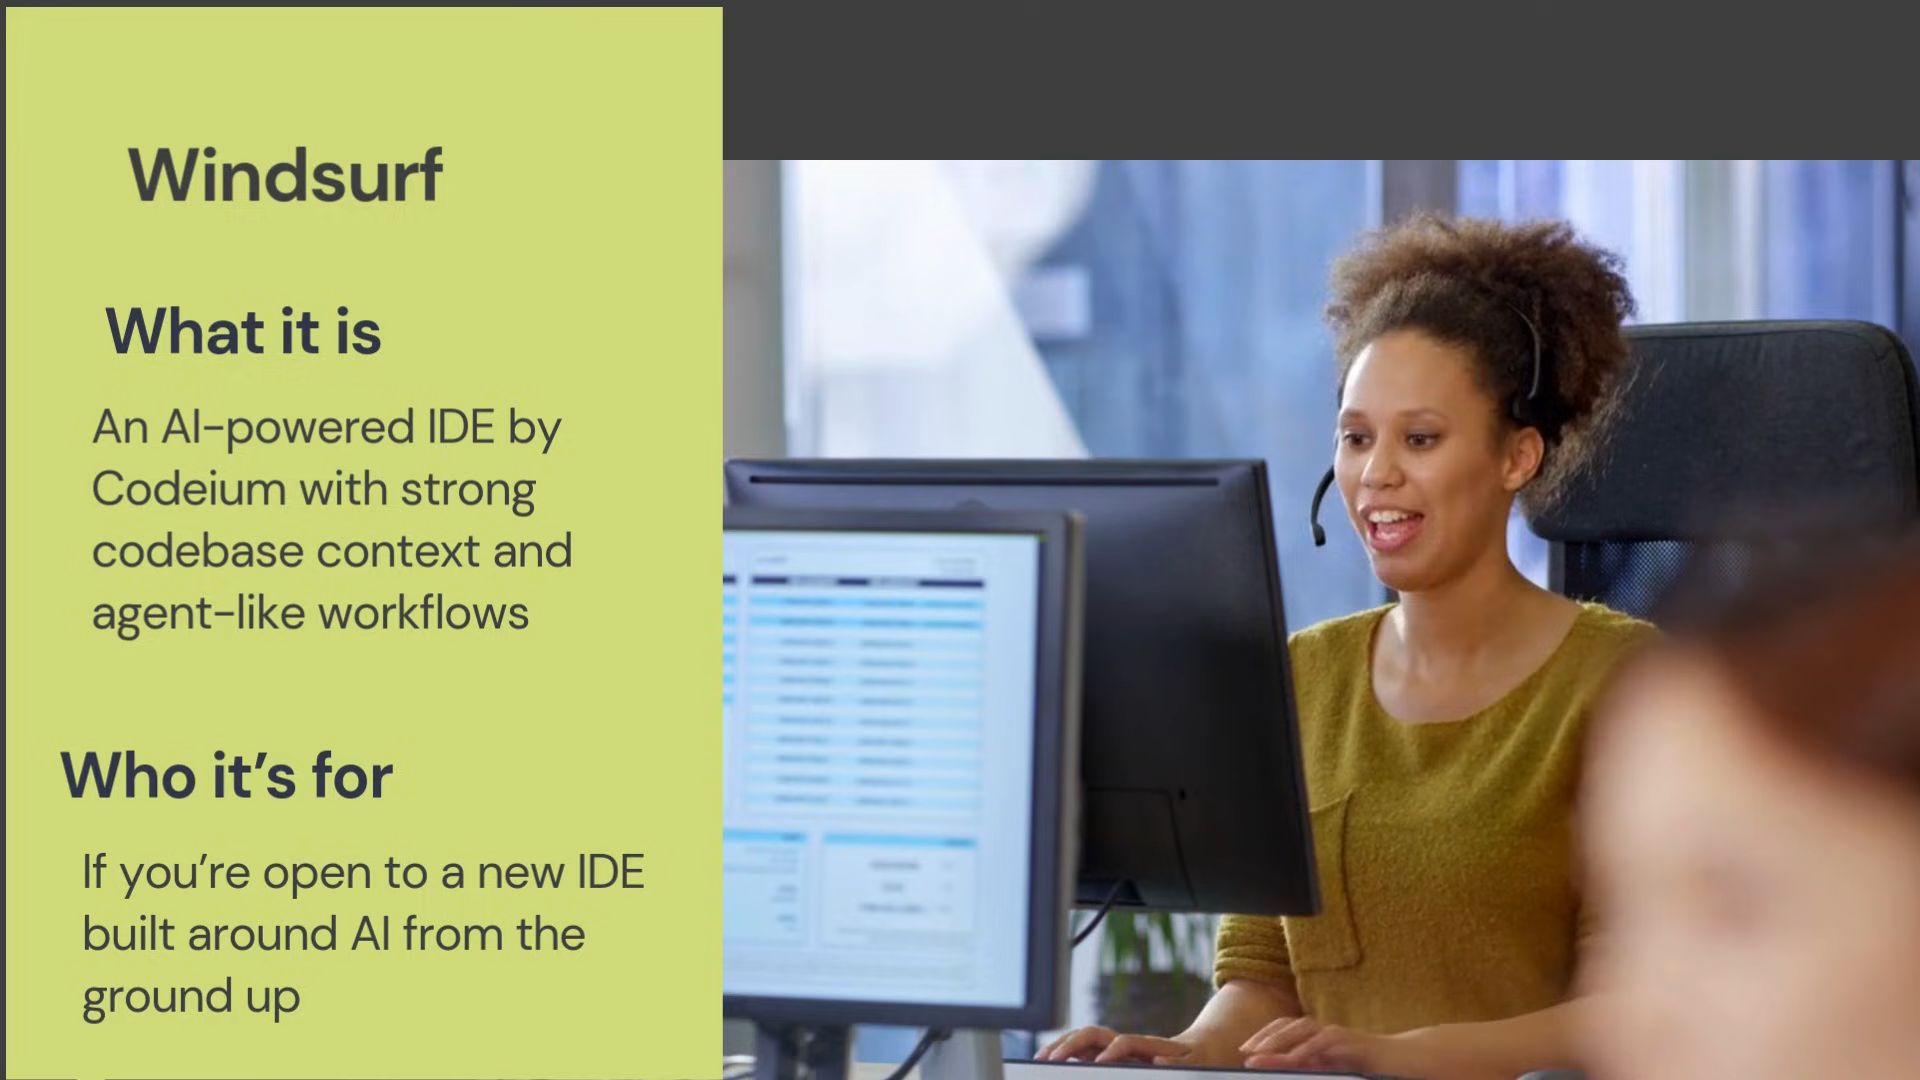 Windsurf
What it is
An AI-powered IDE by
Codeium with strong
codebase context and
agent-like workflows
Who it’s for
If you’re open to a new IDE
built around AI from the
ground up